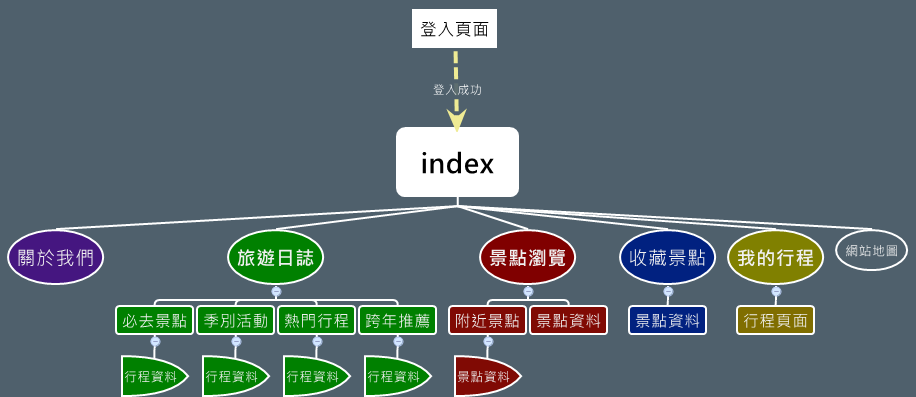 登入頁面
登入成功
index
關於我們
旅遊日誌
景點瀏覽
收藏景點
我的行程
網站地圖
必去景點
季別活動
熱門行程
跨年推薦
附近景點
景點資料
景點資料
行程頁面
行程資料
行程資料
行程資料
行程資料
景點資料